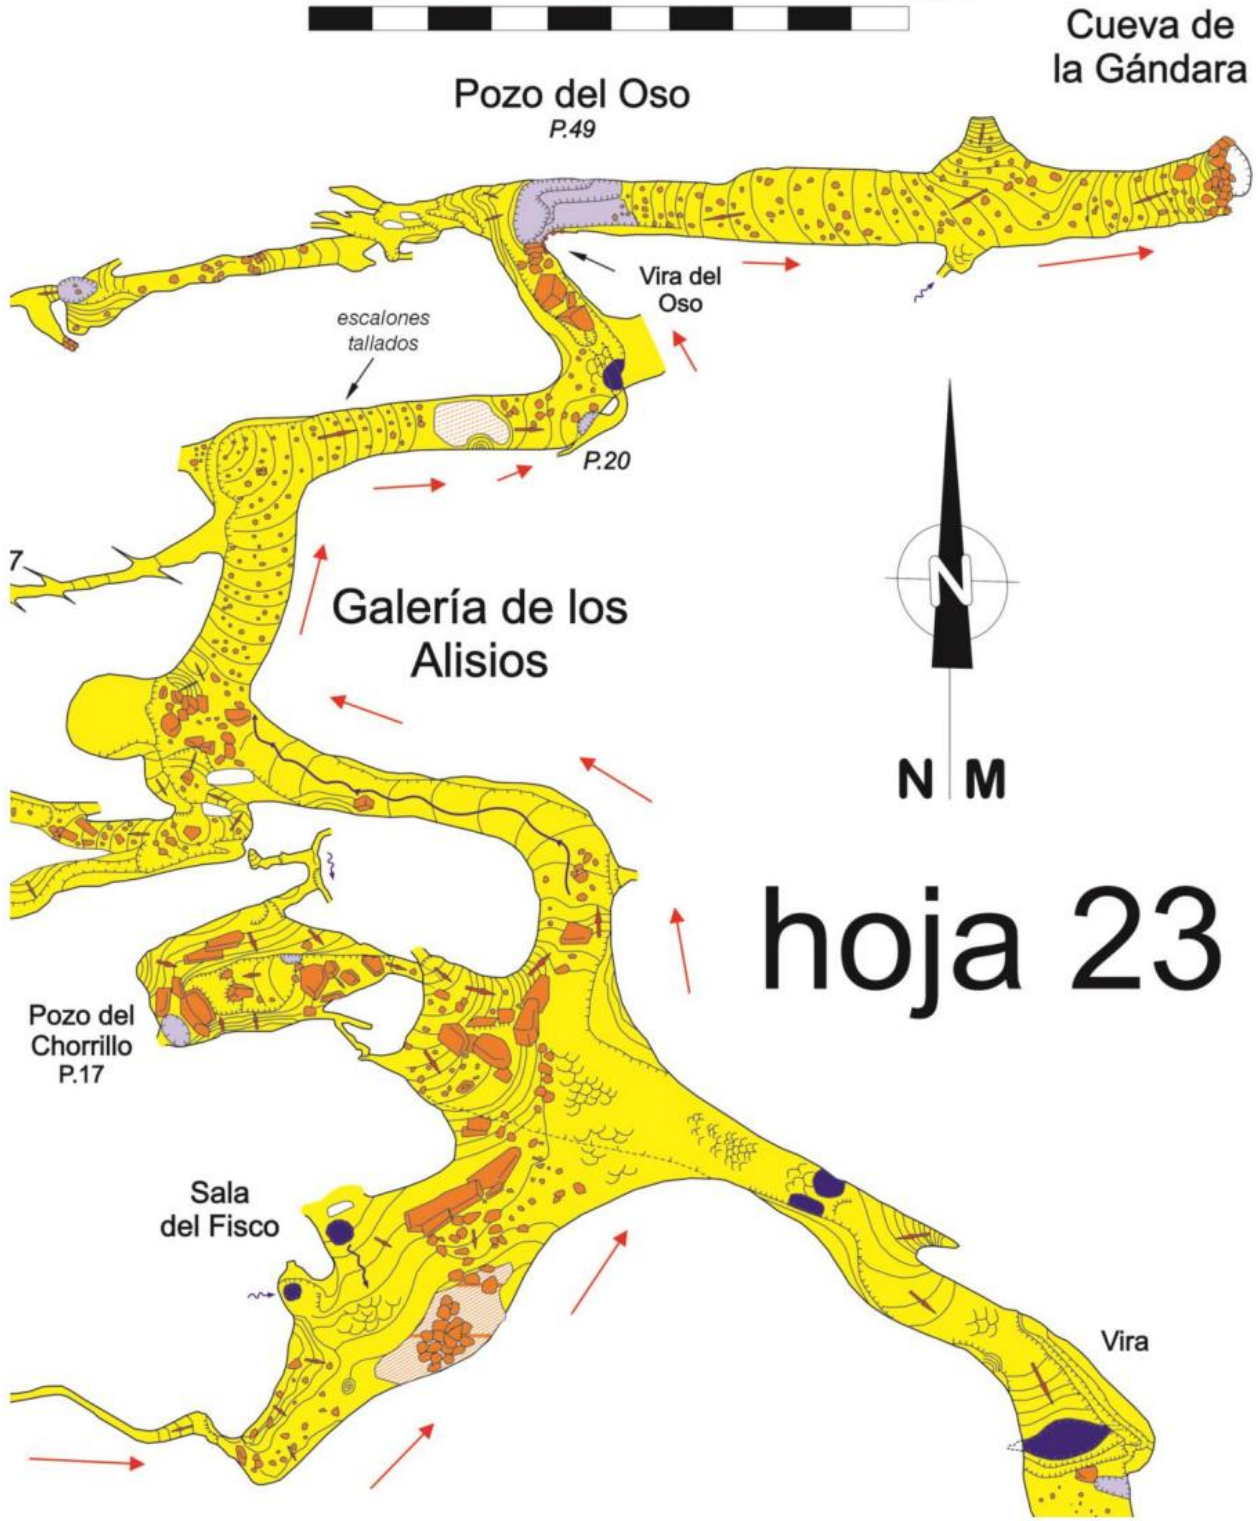 Cueva de
la Gándara
Pozo del Oso
P.49
Vira del
Oso
escalones
tallados
P.20
7
Galería de los
Alisios
N
N M
hoja 23
Pozo del
Chorrillo
P.17
Sala
del Fisco
Vira